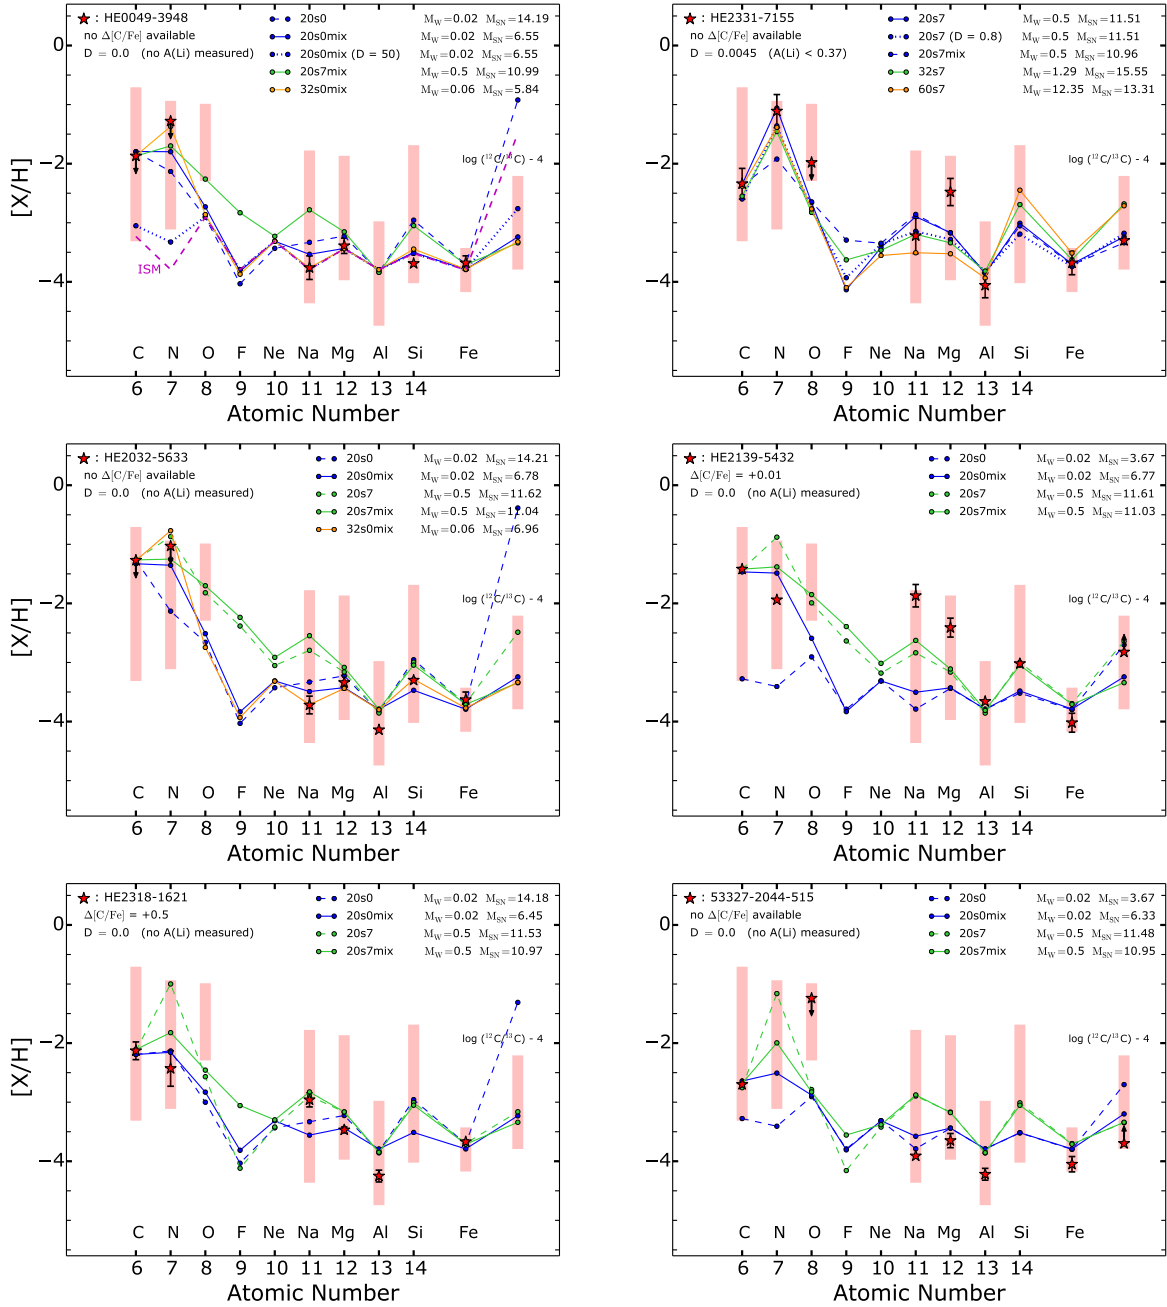 ★ : HE0049-3948
no Δ[C/Fe] available
D = 0.0 (no A(Li) measured)
20s0 M_W=0.02 M_SN=14.19
20s0mix M_W=0.02 M_SN=6.55
20s0mix (D = 50) M_W=0.02 M_SN=6.55
20s7mix M_W=0.5 M_SN=10.99
32s0mix M_W=0.06 M_SN=5.84
log (¹²C/¹³C) - 4
ISM
[X/H]
0
−2
−4
C N O F Ne Na Mg Al Si Fe
6 7 8 9 10 11 12 13 14
Atomic Number
★ : HE2331-7155
no Δ[C/Fe] available
D = 0.0045 (A(Li) < 0.37)
20s7 M_W=0.5 M_SN=11.51
20s7 (D = 0.8) M_W=0.5 M_SN=11.51
20s7mix M_W=0.5 M_SN=10.96
32s7 M_W=1.29 M_SN=15.55
60s7 M_W=12.35 M_SN=13.31
log (¹²C/¹³C) - 4
0
−2
−4
C N O F Ne Na Mg Al Si Fe
6 7 8 9 10 11 12 13 14
Atomic Number
★ : HE2032-5633
no Δ[C/Fe] available
D = 0.0 (no A(Li) measured)
20s0 M_W=0.02 M_SN=14.21
20s0mix M_W=0.02 M_SN=6.78
20s7 M_W=0.5 M_SN=11.62
20s7mix M_W=0.5 M_SN=11.04
32s0mix M_W=0.06 M_SN=6.96
log (¹²C/¹³C) - 4
[X/H]
0
−2
−4
C N O F Ne Na Mg Al Si Fe
6 7 8 9 10 11 12 13 14
Atomic Number
★ : HE2139-5432
Δ[C/Fe] = +0.01
D = 0.0 (no A(Li) measured)
20s0 M_W=0.02 M_SN=3.67
20s0mix M_W=0.02 M_SN=6.77
20s7 M_W=0.5 M_SN=11.61
20s7mix M_W=0.5 M_SN=11.03
log (¹²C/¹³C) - 4
0
−2
−4
C N O F Ne Na Mg Al Si Fe
6 7 8 9 10 11 12 13 14
Atomic Number
★ : HE2318-1621
Δ[C/Fe] = +0.5
D = 0.0 (no A(Li) measured)
20s0 M_W=0.02 M_SN=14.18
20s0mix M_W=0.02 M_SN=6.45
20s7 M_W=0.5 M_SN=11.53
20s7mix M_W=0.5 M_SN=10.97
log (¹²C/¹³C) - 4
[X/H]
0
−2
−4
C N O F Ne Na Mg Al Si Fe
6 7 8 9 10 11 12 13 14
Atomic Number
★ : 53327-2044-515
no Δ[C/Fe] available
D = 0.0 (no A(Li) measured)
20s0 M_W=0.02 M_SN=3.67
20s0mix M_W=0.02 M_SN=6.33
20s7 M_W=0.5 M_SN=11.48
20s7mix M_W=0.5 M_SN=10.95
log (¹²C/¹³C) - 4
0
−2
−4
C N O F Ne Na Mg Al Si Fe
6 7 8 9 10 11 12 13 14
Atomic Number